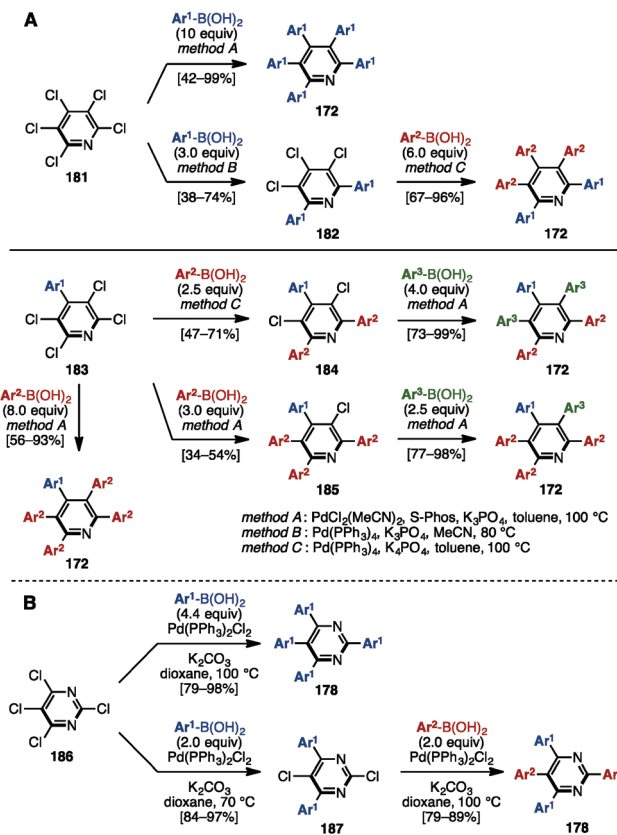 A
Ar1-B(OH)2
(10 equiv)
method A
[42–99%]
Ar1 Ar1
Ar1 Ar1
N
Ar1
172
Cl Cl
Cl Cl
N
Cl
181
Ar1-B(OH)2
(3.0 equiv)
method B
[38–74%]
Cl Cl
Cl Ar1
N
Ar1
182
Ar2-B(OH)2
(6.0 equiv)
method C
[67–96%]
Ar2 Ar2
Ar2 Ar1
N
Ar1
172
Ar1 Cl
Cl Cl
N
Cl
183
Ar2-B(OH)2
(2.5 equiv)
method C
[47–71%]
Ar1 Cl
Cl Ar2
N
Ar2
184
Ar3-B(OH)2
(4.0 equiv)
method A
[73–99%]
Ar1 Ar3
Ar3 Ar2
N
Ar2
172
Ar2-B(OH)2
(8.0 equiv)
method A
[56–93%]
Ar2-B(OH)2
(3.0 equiv)
method A
[34–54%]
Ar1 Cl
Ar2 Ar2
N
Ar2
185
Ar3-B(OH)2
(2.5 equiv)
method A
[77–98%]
Ar1 Ar3
Ar2 Ar2
N
Ar2
172
Ar1 Ar2
Ar2 Ar2
N
Ar2
172
method A: PdCl2(MeCN)2, S-Phos, K3PO4, toluene, 100 °C
method B: Pd(PPh3)4, K3PO4, MeCN, 80 °C
method C: Pd(PPh3)4, K4PO4, toluene, 100 °C
B
Ar1-B(OH)2
(4.4 equiv)
Pd(PPh3)2Cl2
K2CO3
dioxane, 100 °C
[79–98%]
Ar1
N
Ar1 Ar1
N
Ar1
178
Cl
N
Cl Cl
N
Cl
186
Ar1-B(OH)2
(2.0 equiv)
Pd(PPh3)2Cl2
K2CO3
dioxane, 70 °C
[84–97%]
Ar1
N
Cl Cl
N
Ar1
187
Ar2-B(OH)2
(2.0 equiv)
Pd(PPh3)2Cl2
K2CO3
dioxane, 100 °C
[79–89%]
Ar1
N
Ar2
N
Ar1
178